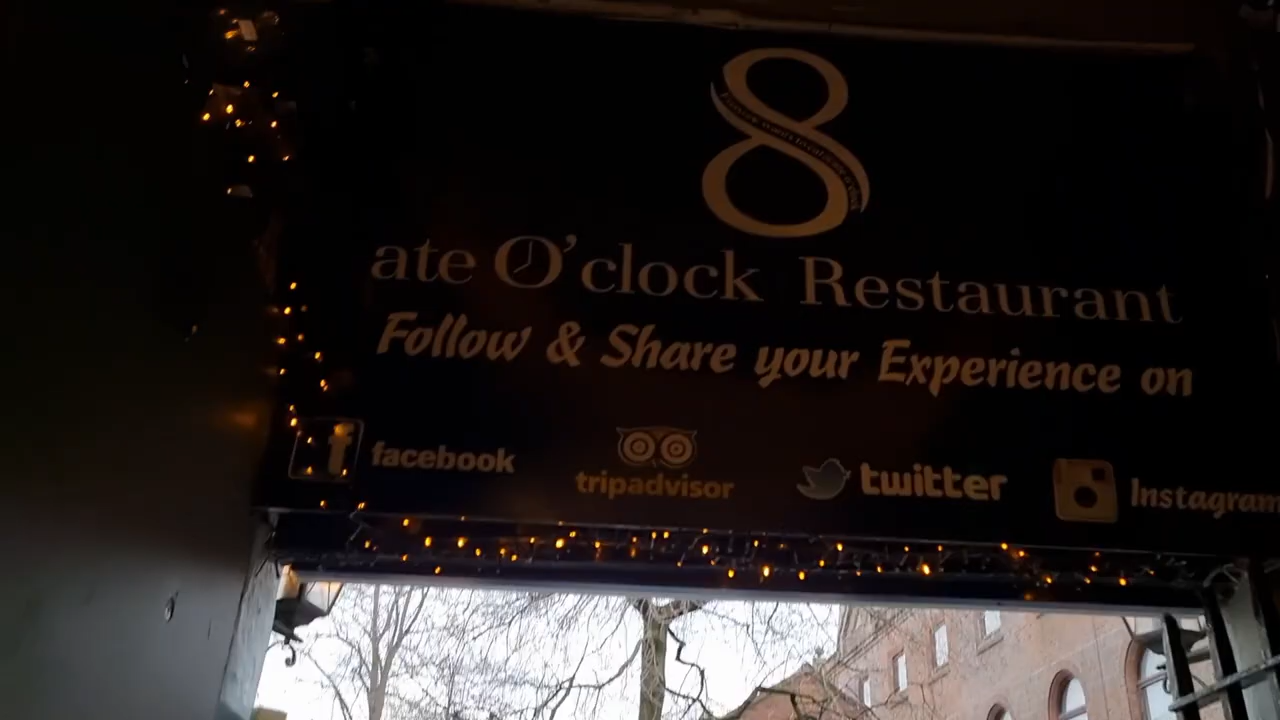 8
ate O'clock Restaurant
Follow & Share your Experience on
f facebook tripadvisor twitter Instagram